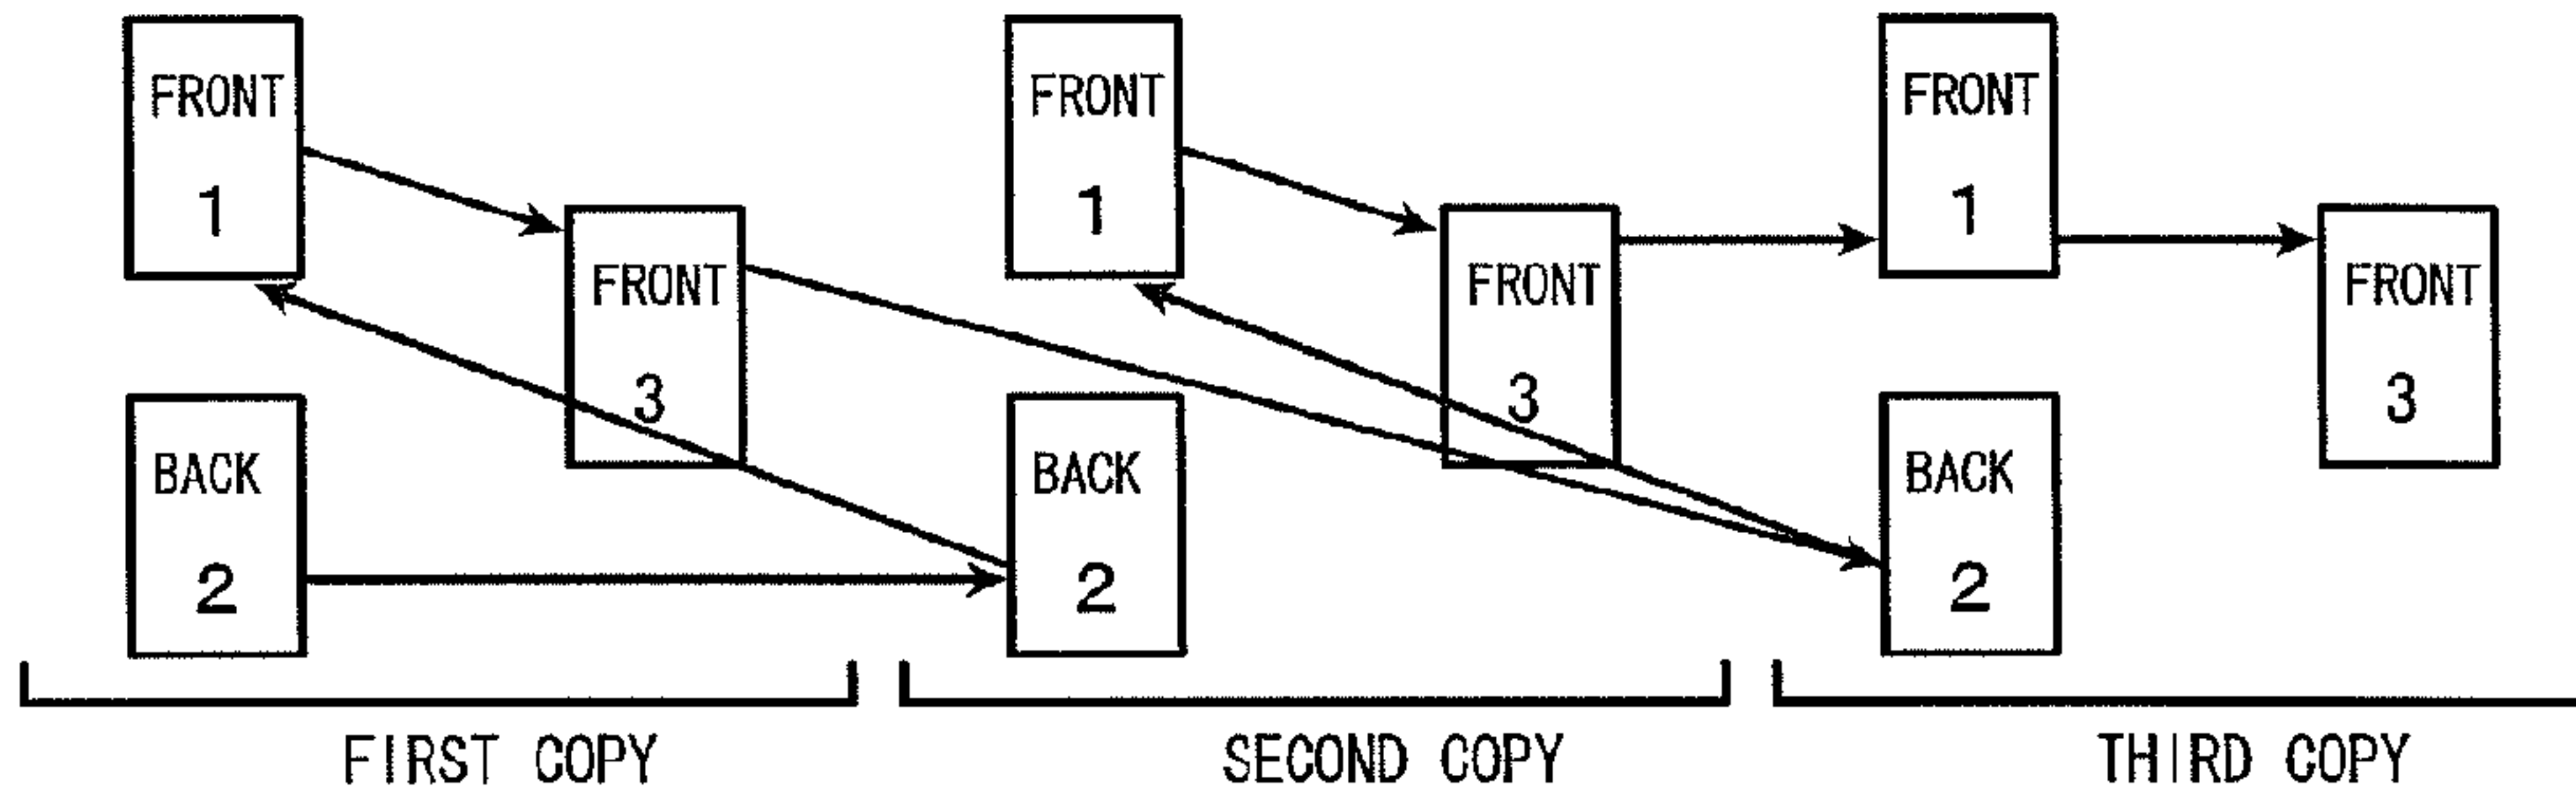 FRONT
1
FRONT
3
BACK
2
FIRST COPY
FRONT
1
FRONT
3
BACK
2
SECOND COPY
FRONT
1
FRONT
3
BACK
2
THIRD COPY